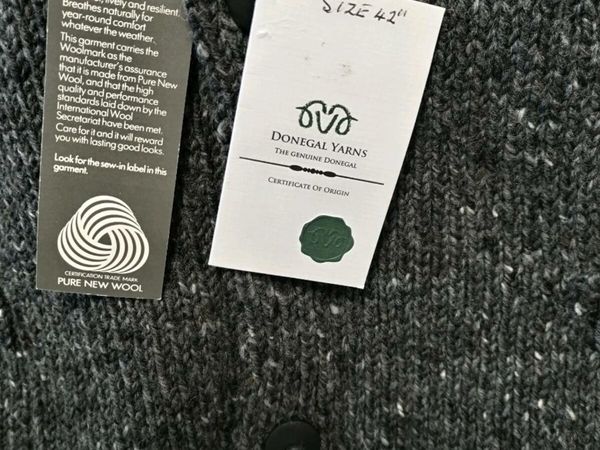 lively and resilient.
Breathes naturally for
year-round comfort
whatever the weather.
This garment carries the
Woolmark as the
manufacturer's assurance
that it is made from Pure New
Wool, and that the high
quality and performance
standards laid down by the
International Wool
Secretariat have been met.
Care for it and it will reward
you with lasting good looks.
Look for the sew-in label in this
garment.
CERTIFICATION TRADE MARK
PURE NEW WOOL
SIZE 42"
DONEGAL YARNS
THE GENUINE DONEGAL
CERTIFICATE OF ORIGIN